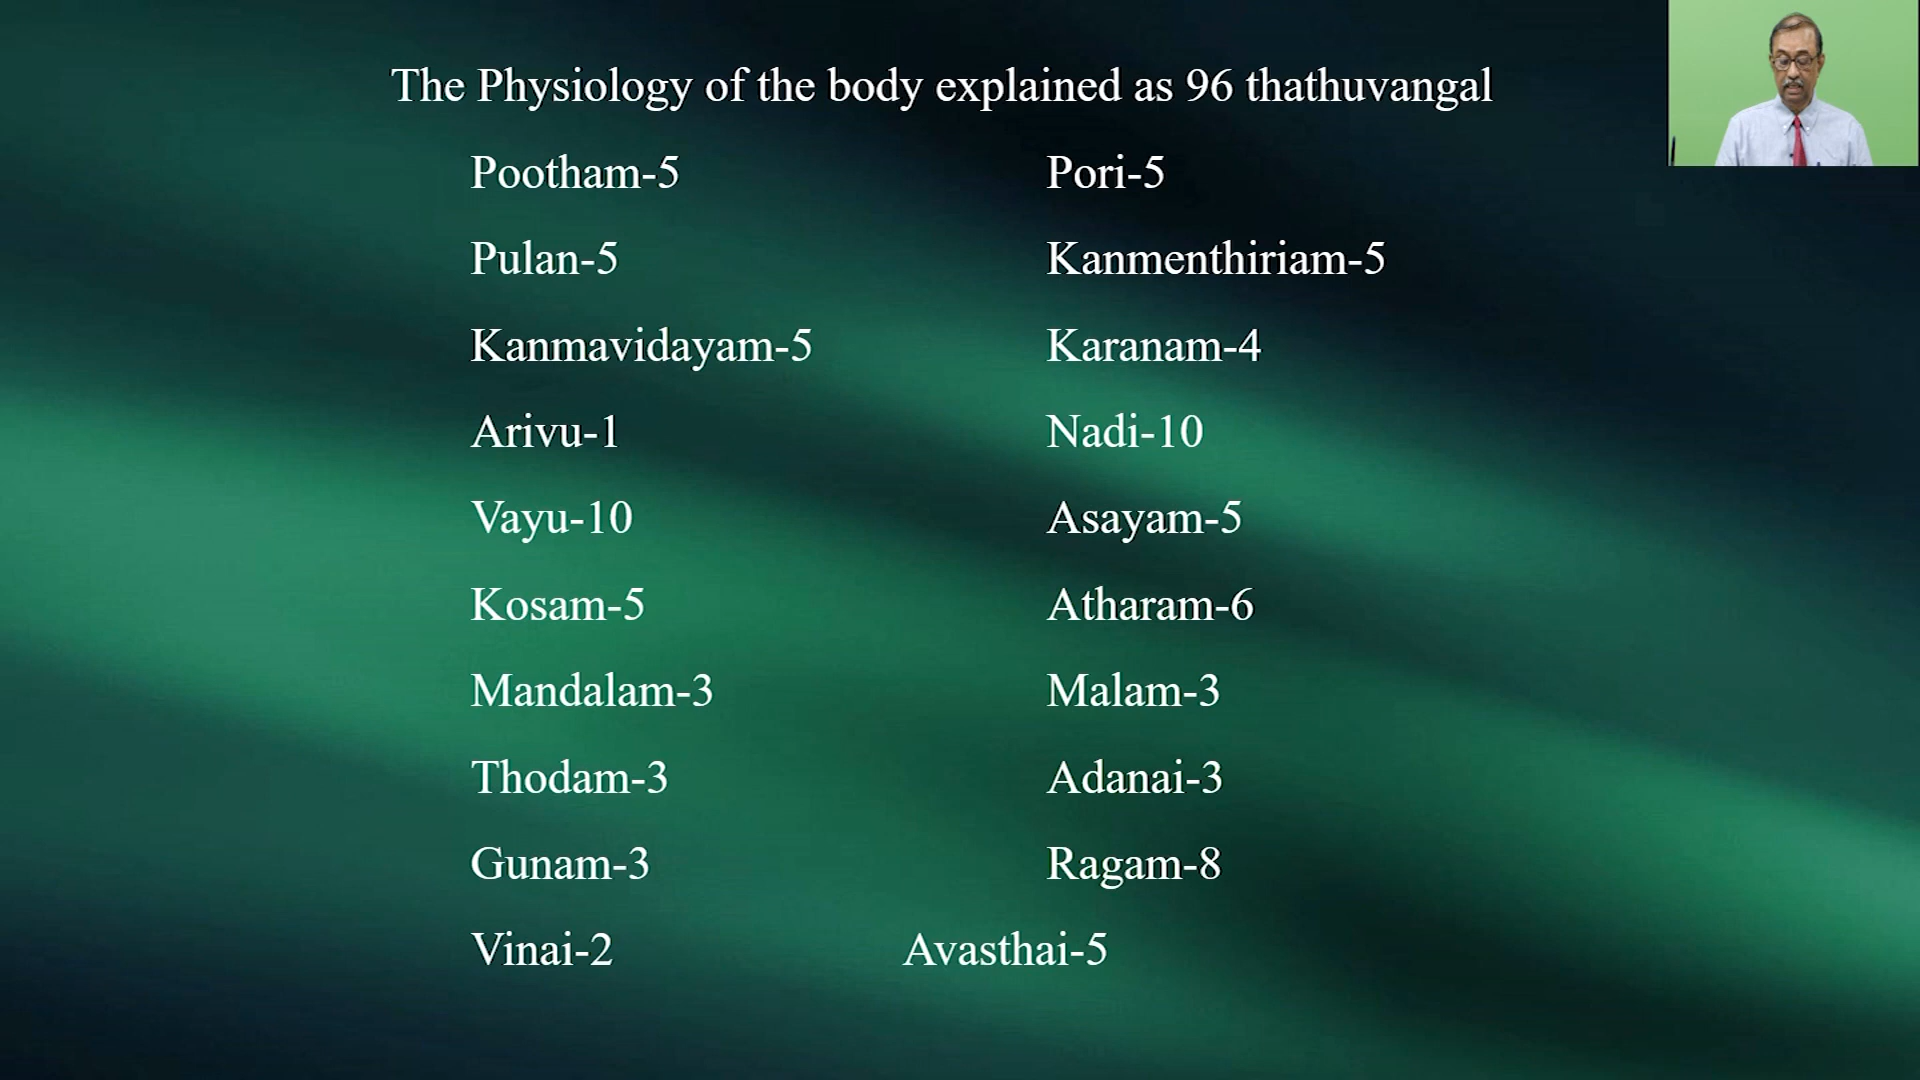 The Physiology of the body explained as 96 thathuvangal
Pootham-5 Pori-5
Pulan-5 Kanmenthiriam-5
Kanmavidayam-5 Karanam-4
Arivu-1 Nadi-10
Vayu-10 Asayam-5
Kosam-5 Atharam-6
Mandalam-3 Malam-3
Thodam-3 Adanai-3
Gunam-3 Ragam-8
Vinai-2 Avasthai-5